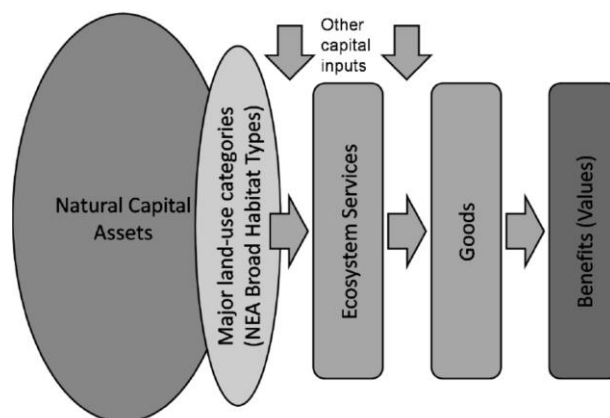 Other
capital
inputs
Natural Capital
Assets
Major land-use categories
(NEA Broad Habitat Types)
Ecosystem Services
Goods
Benefits (Values)